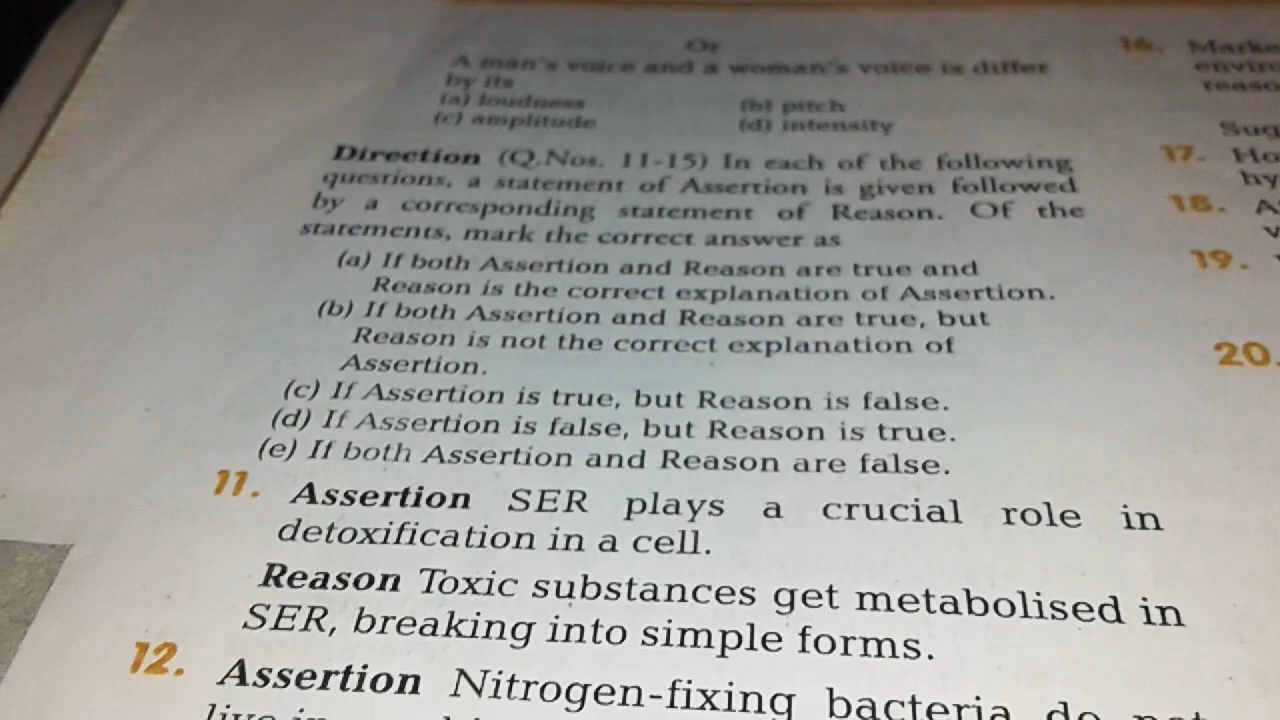 Or
A man's voice and a woman's voice is differ
by its
(a) loudness (b) pitch
(c) amplitude (d) intensity
Direction (Q.Nos. 11-15) In each of the following
questions, a statement of Assertion is given followed
by a corresponding statement of Reason. Of the
statements, mark the correct answer as
(a) If both Assertion and Reason are true and
Reason is the correct explanation of Assertion.
(b) If both Assertion and Reason are true, but
Reason is not the correct explanation of
Assertion.
(c) If Assertion is true, but Reason is false.
(d) If Assertion is false, but Reason is true.
(e) If both Assertion and Reason are false.
11. Assertion SER plays a crucial role in
detoxification in a cell.
Reason Toxic substances get metabolised in
SER, breaking into simple forms.
12. Assertion Nitrogen-fixing bacteria do not
16.
17.
18.
19.
20.